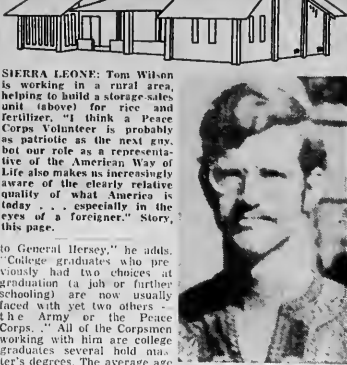 SIERRA LEONE: Tom Wilson
is working in a rural area,
helping to build a storage-sales
unit (above) for rice and
fertilizer. "I think a Peace
Corps Volunteer is probably
as patriotic as the next guy,
but our role as a representa-
tive of the American Way of
Life also makes us increasingly
aware of the clearly relative
quality of what America is
today . . . especially in the
eyes of a foreigner." Story,
this page.
to General Hersey," he adds.
"College graduates who pre-
viously had two choices at
graduation (a job or further
schooling) are now usually
faced with yet two others --
the Army or the Peace
Corps. ." All of the Corpsmen
working with him are college
graduates several hold mas-
ter's degrees. The average age